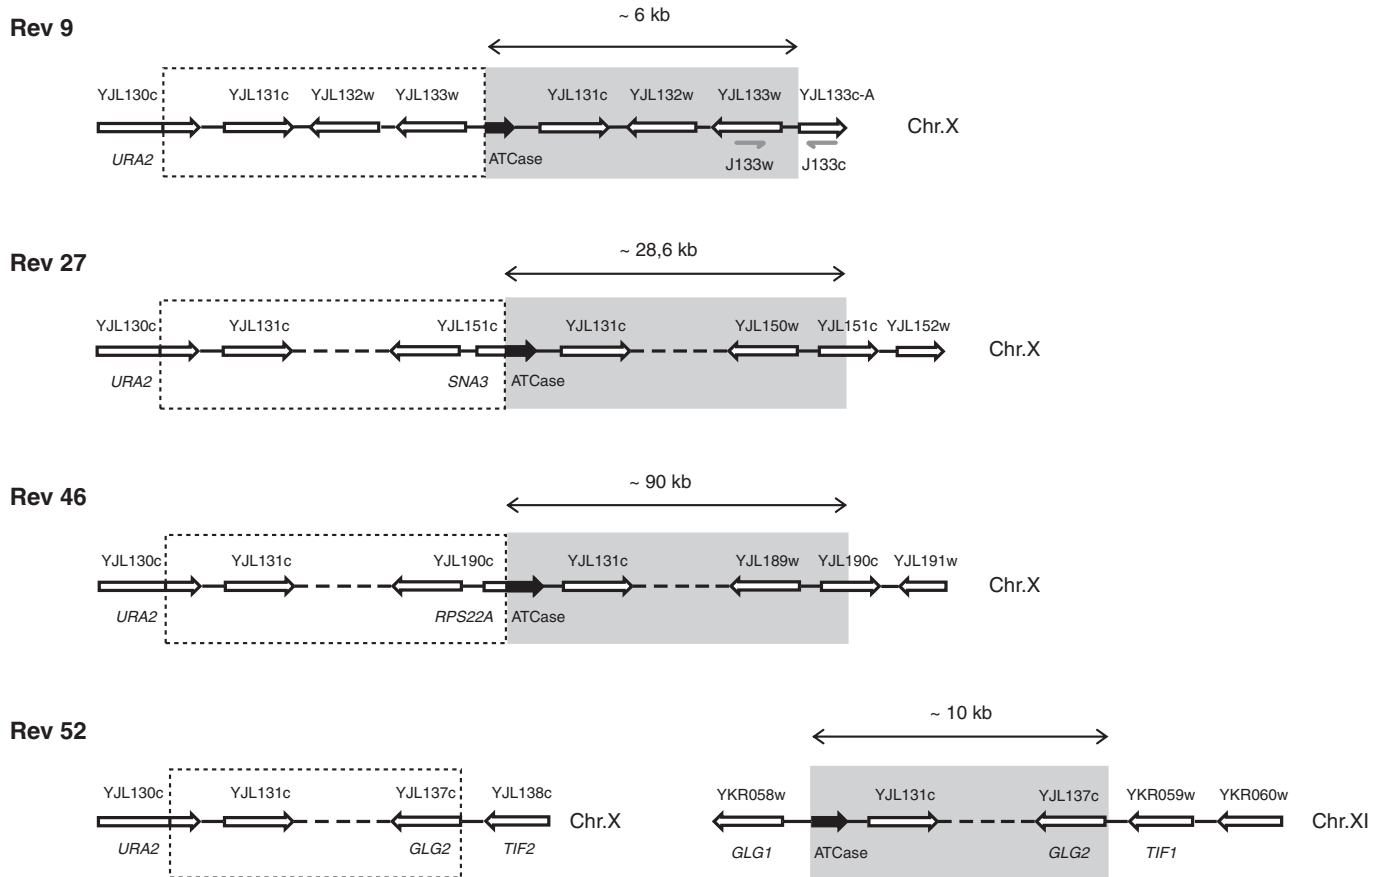 Rev 9
~ 6 kb
YJL130c YJL131c YJL132w YJL133w YJL131c YJL132w YJL133w YJL133c-A
Chr.X
URA2 ATCase J133w J133c
Rev 27
~ 28,6 kb
YJL130c YJL131c YJL151c YJL131c YJL150w YJL151c YJL152w
Chr.X
URA2 SNA3 ATCase
Rev 46
~ 90 kb
YJL130c YJL131c YJL190c YJL131c YJL189w YJL190c YJL191w
Chr.X
URA2 RPS22A ATCase
Rev 52
~ 10 kb
YJL130c YJL131c YJL137c YJL138c YKR058w YJL131c YJL137c YKR059w YKR060w
Chr.X Chr.XI
URA2 GLG2 TIF2 GLG1 ATCase GLG2 TIF1